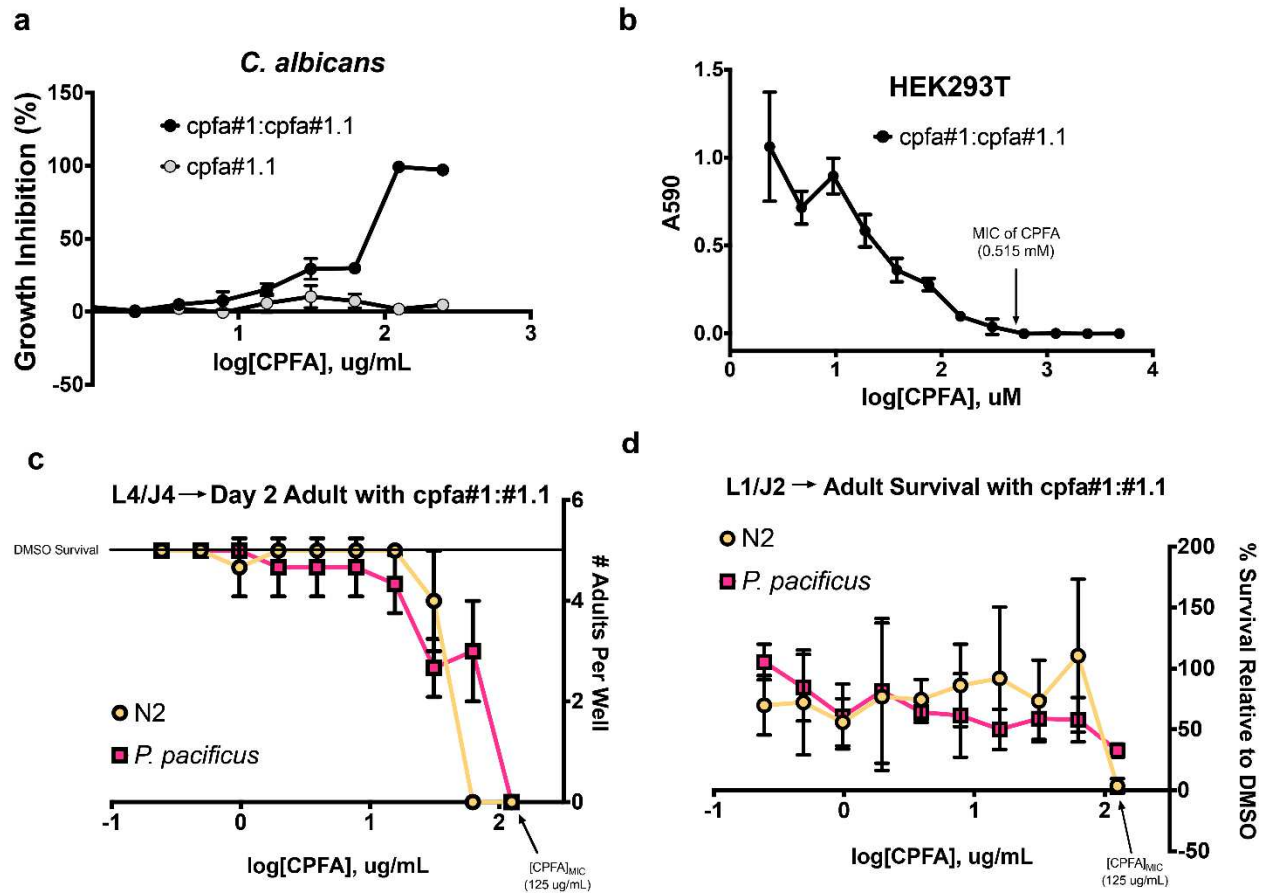 a
C. albicans
150
100
50
0
-50
Growth Inhibition (%)
cpfa#1:cpfa#1.1
cpfa#1.1
1
2
3
log[CPFA], ug/mL
b
HEK293T
1.5
1.0
0.5
0.0
A590
cpfa#1:cpfa#1.1
MIC of CPFA
(0.515 mM)
0
1
2
3
4
log[CPFA], uM
c
L4/J4 → Day 2 Adult with cpfa#1:#1.1
DMSO Survival
6
4
2
0
# Adults Per Well
N2
P. pacificus
-1
0
1
2
log[CPFA], ug/mL
[CPFA]MIC
(125 ug/mL)
d
L1/J2 → Adult Survival with cpfa#1:#1.1
N2
P. pacificus
200
150
100
50
0
-50
% Survival Relative to DMSO
-1
0
1
2
log[CPFA], ug/mL
[CPFA]MIC
(125 ug/mL)